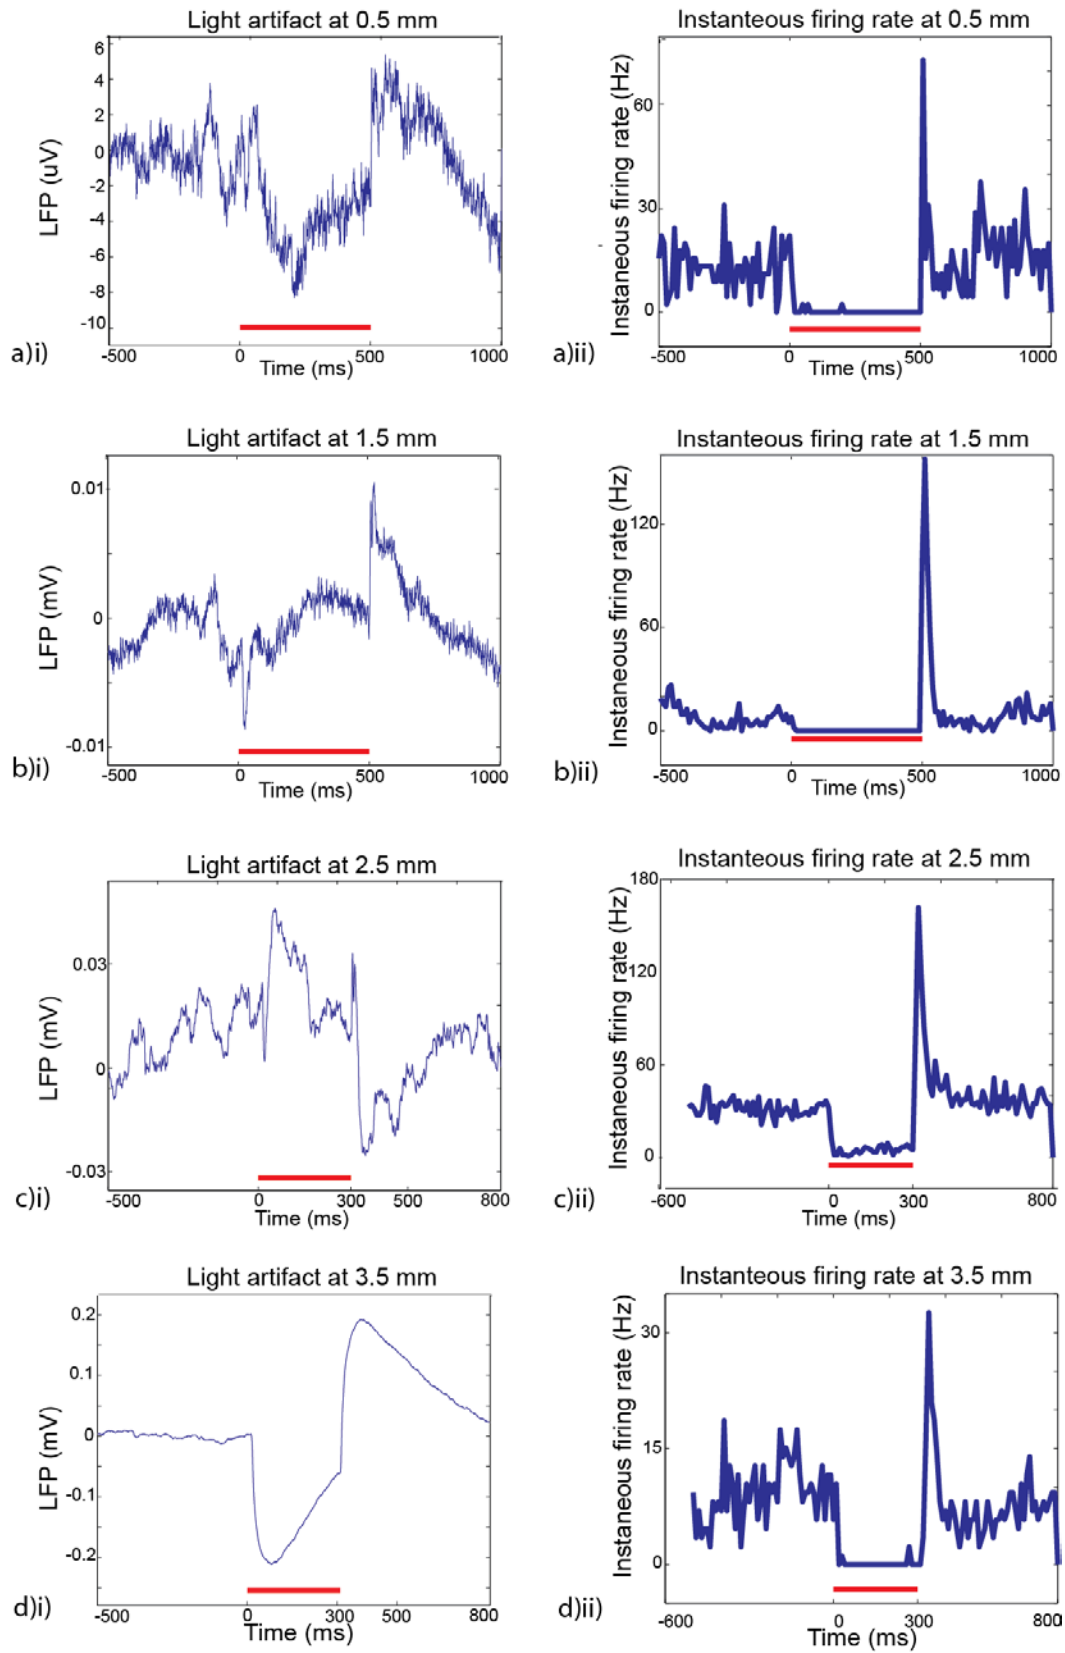 Light artifact at 0.5 mm
LFP (uV)
6
4
2
0
-2
-4
-6
-8
-10
-500 0 500 1000
Time (ms)
a)i)
Instanteous firing rate at 0.5 mm
Instaneous firing rate (Hz)
60
30
0
-500 0 500 1000
Time (ms)
a)ii)
Light artifact at 1.5 mm
LFP (mV)
0.01
0
-0.01
-500 0 500 1000
Time (ms)
b)i)
Instanteous firing rate at 1.5 mm
Instaneous firing rate (Hz)
120
60
0
-500 0 500 1000
Time (ms)
b)ii)
Light artifact at 2.5 mm
LFP (mV)
0.03
0
-0.03
-500 0 300 500 800
Time (ms)
c)i)
Instanteous firing rate at 2.5 mm
Instaneous firing rate (Hz)
180
120
60
0
-600 0 300 800
Time (ms)
c)ii)
Light artifact at 3.5 mm
LFP (mV)
0.2
0.1
0
-0.1
-0.2
-500 0 300 500 800
Time (ms)
d)i)
Instanteous firing rate at 3.5 mm
Instaneous firing rate (Hz)
30
15
0
-600 0 300 800
Time (ms)
d)ii)